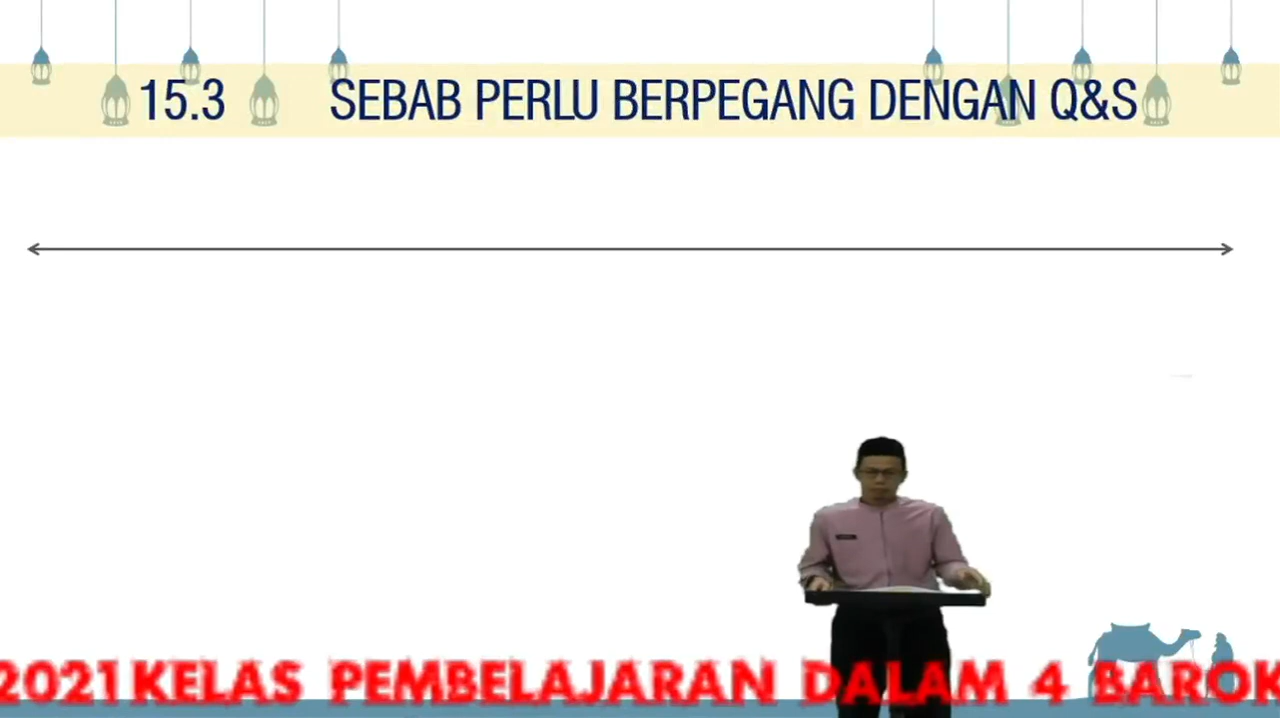 15.3 SEBAB PERLU BERPEGANG DENGAN Q&S
2021 KELAS PEMBELAJARAN DALAM 4 BAROK